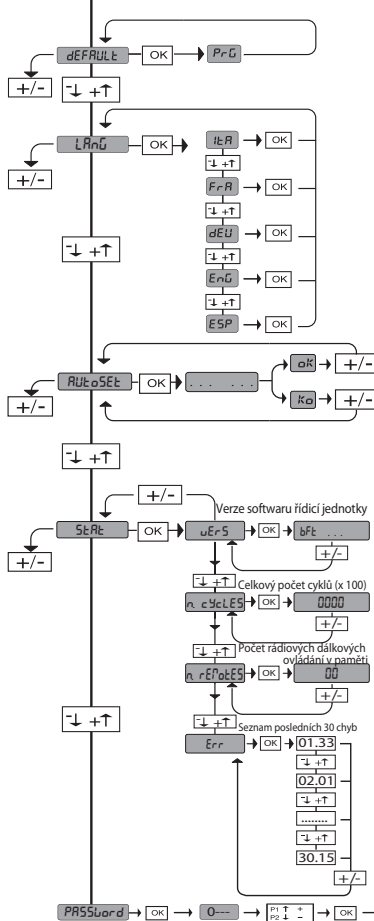 dEFAULt OK PrG
+/- -↓ +↑
LAnG OK ItA OK
+/- -↓ +↑
FrA OK
-↓ +↑
-↓ +↑ dEU OK
-↓ +↑
EnG OK
-↓ +↑
ESP OK
AUtoSEt OK ... ... oK +/-
+/- Ko +/-
-↓ +↑
+/-
Verze softwaru řídicí jednotky
StAt OK vErS OK bFt ...
+/- +/-
-↓ +↑ Celkový počet cyklů (x 100)
n. cYcLES OK 0000
+/-
-↓ +↑ Počet rádiových dálkových
ovládání v paměti
n. rEMotES OK 00
+/-
-↓ +↑ -↓ +↑
Seznam posledních 30 chyb
Err OK 01.33
-↓ +↑
02.01
-↓ +↑
........
-↓ +↑
30.15
+/-
PASSword OK 0--- P1 ↑ + OK
P2 ↓ -